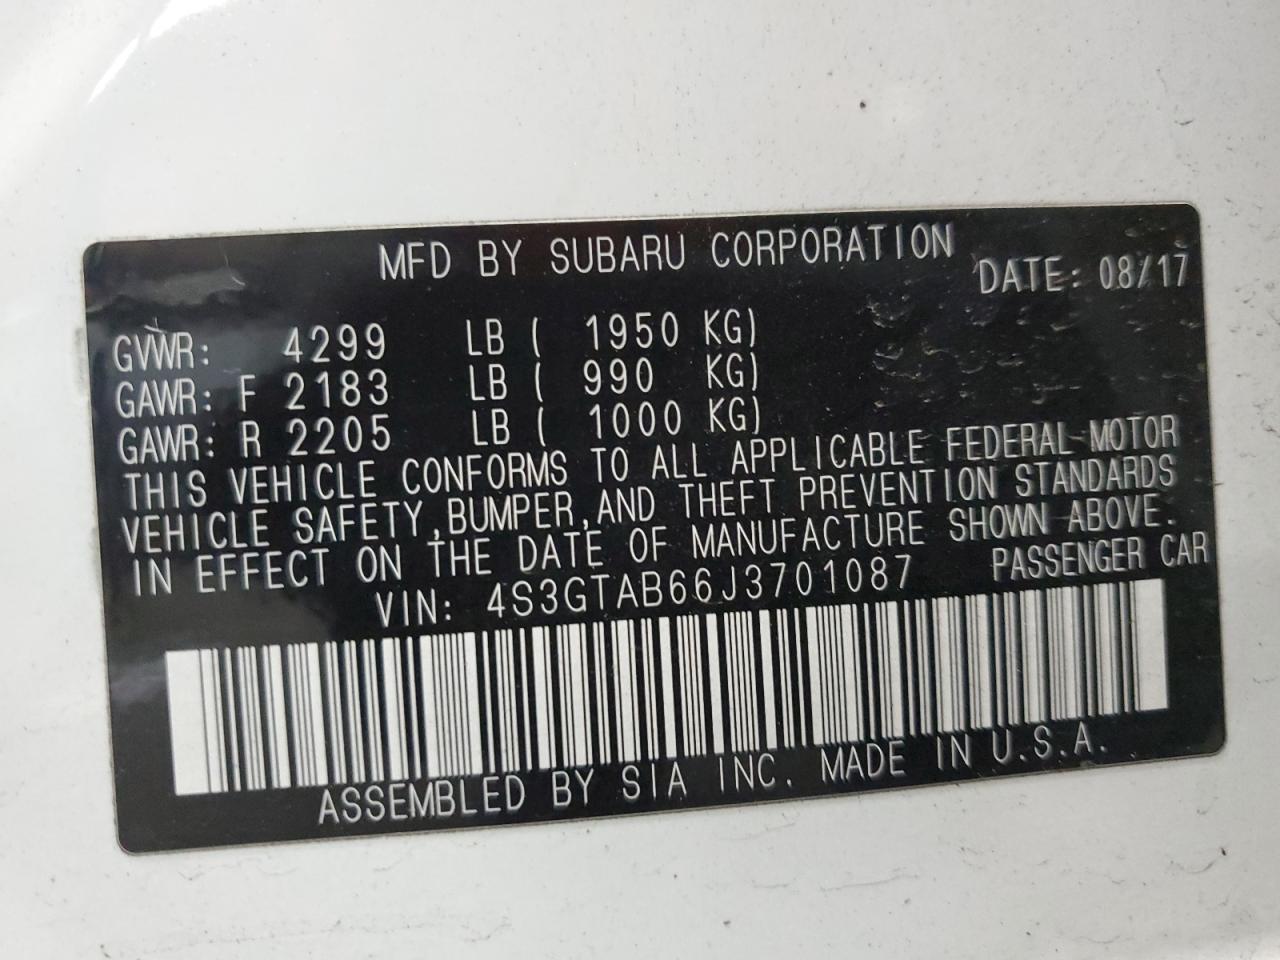 MFD BY SUBARU CORPORATION
DATE: 08/17
GVWR: 4299 LB ( 1950 KG)
GAWR: F 2183 LB ( 990 KG)
GAWR: R 2205 LB ( 1000 KG)
THIS VEHICLE CONFORMS TO ALL APPLICABLE FEDERAL MOTOR
VEHICLE SAFETY,BUMPER,AND THEFT PREVENTION STANDARDS
IN EFFECT ON THE DATE OF MANUFACTURE SHOWN ABOVE.
VIN: 4S3GTAB66J3701087 PASSENGER CAR
ASSEMBLED BY SIA INC. MADE IN U.S.A.